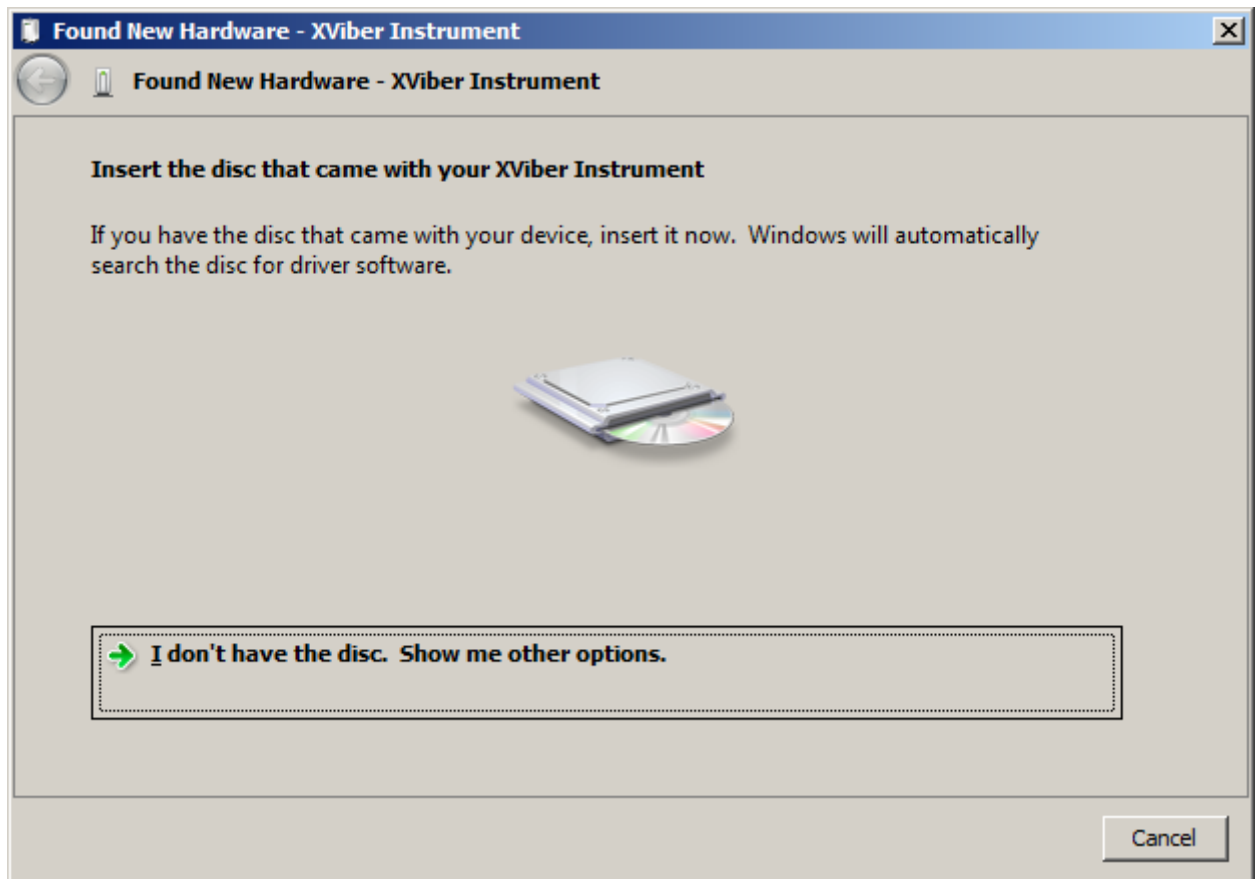 Found New Hardware - XViber Instrument
Found New Hardware - XViber Instrument
Insert the disc that came with your XViber Instrument
If you have the disc that came with your device, insert it now.  Windows will automatically
search the disc for driver software.
I don't have the disc.  Show me other options.
Cancel